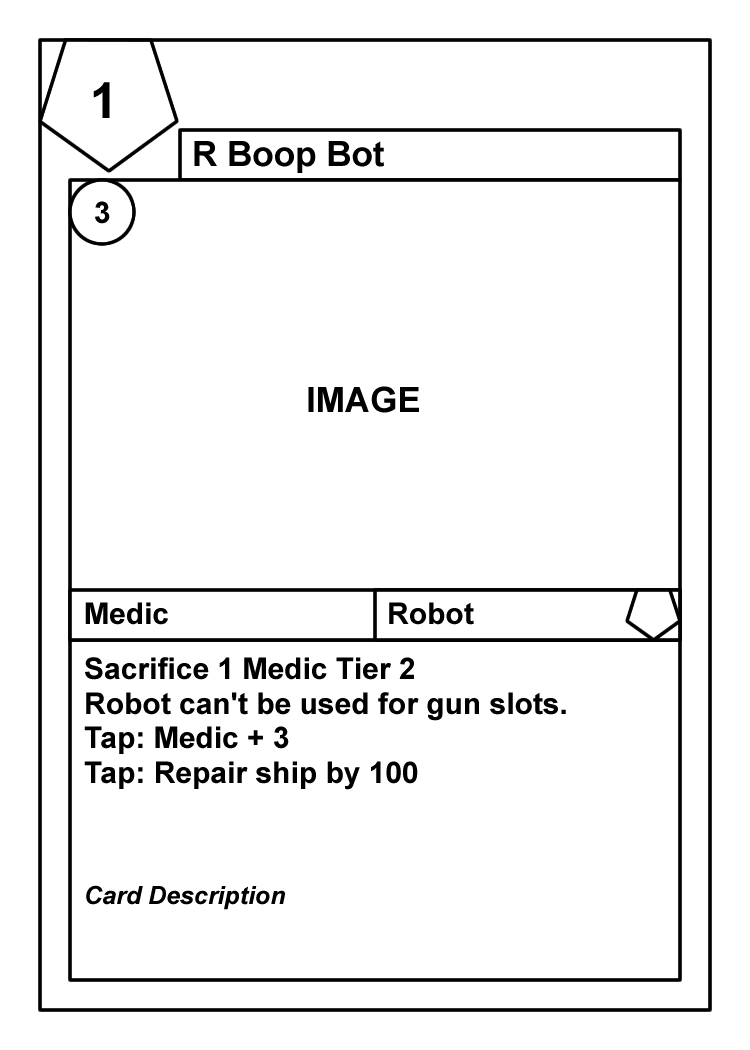 1
R Boop Bot
3
IMAGE
Medic
Robot
Sacrifice 1 Medic Tier 2
Robot can't be used for gun slots.
Tap: Medic + 3
Tap: Repair ship by 100
Card Description